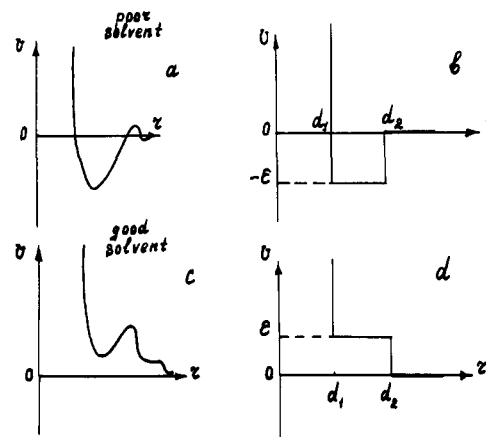 poor
solvent
υ
a
0
r
υ
b
0
d₁
d₂
-ε
good
solvent
υ
c
0
r
υ
d
ε
0
d₁
d₂
r